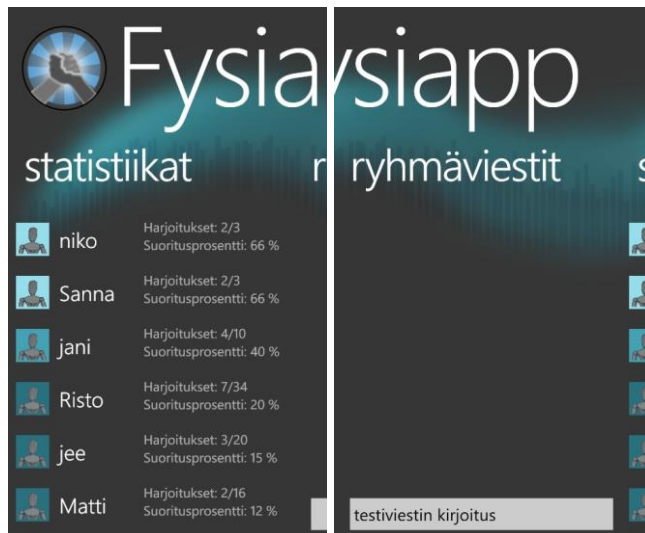 Fysia
statistiikat
r
niko
Harjoitukset: 2/3
Suoritusprosentti: 66 %
Sanna
Harjoitukset: 2/3
Suoritusprosentti: 66 %
jani
Harjoitukset: 4/10
Suoritusprosentti: 40 %
Risto
Harjoitukset: 7/34
Suoritusprosentti: 20 %
jee
Harjoitukset: 3/20
Suoritusprosentti: 15 %
Matti
Harjoitukset: 2/16
Suoritusprosentti: 12 %
ysiapp
ryhmäviestit
s
testiviestin kirjoitus